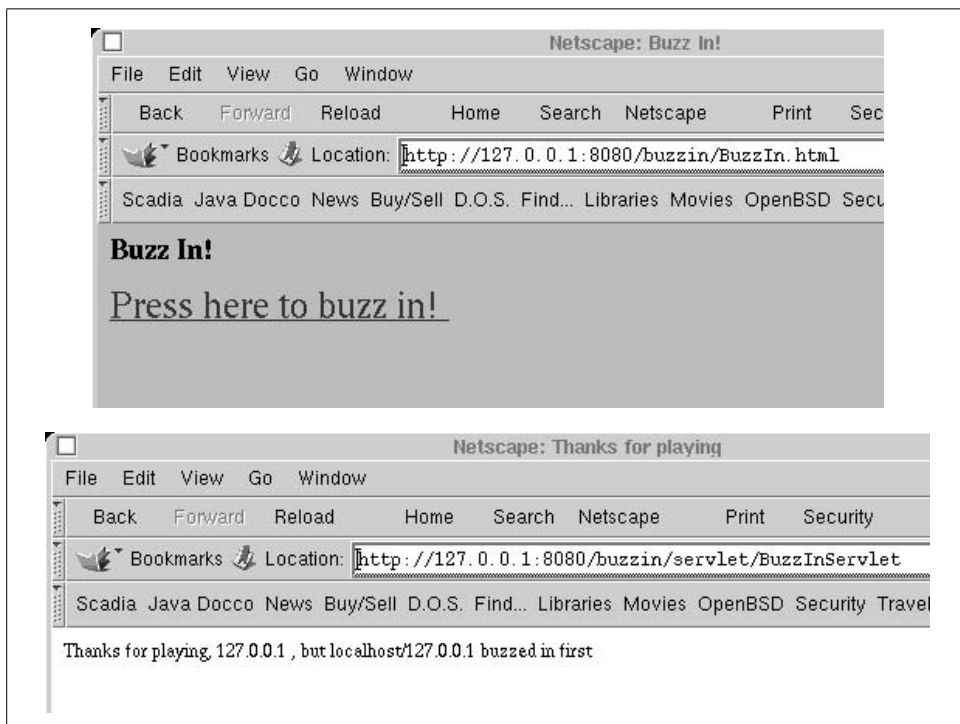 Netscape: Buzz In!
File Edit View Go Window
Back Forward Reload Home Search Netscape Print Sec
Bookmarks Location: http://127.0.0.1:8080/buzzin/BuzzIn.html
Scadia Java Docco News Buy/Sell D.O.S. Find... Libraries Movies OpenBSD Secu
Buzz In!
Press here to buzz in!
Netscape: Thanks for playing
File Edit View Go Window
Back Forward Reload Home Search Netscape Print Security
Bookmarks Location: http://127.0.0.1:8080/buzzin/servlet/BuzzInServlet
Scadia Java Docco News Buy/Sell D.O.S. Find... Libraries Movies OpenBSD Security Travel
Thanks for playing, 127.0.0.1 , but localhost/127.0.0.1 buzzed in first